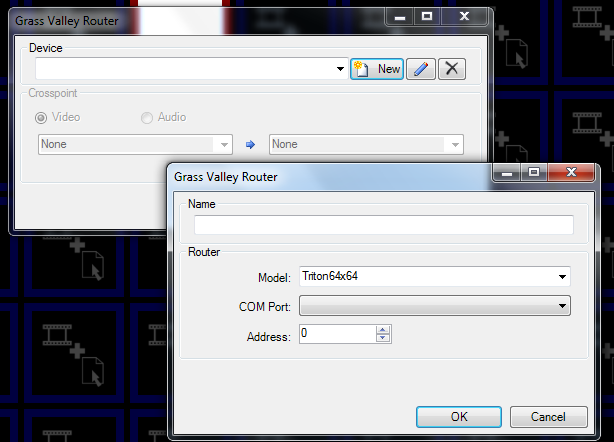 Grass Valley Router
Device
New
Crosspoint
Video
Audio
None
None
Grass Valley Router
Name
Router
Model:
Triton64x64
COM Port:
Address:
0
OK
Cancel